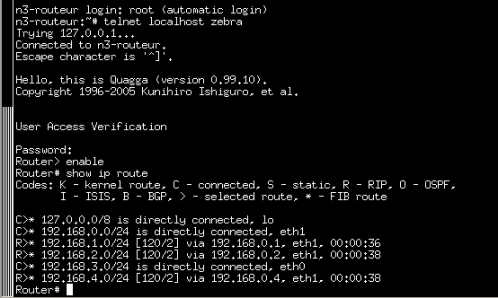 n3-routeur login: root (automatic login)
n3-routeur:~# telnet localhost zebra
Trying 127.0.0.1...
Connected to n3-routeur.
Escape character is '^]'.
Hello, this is Quagga (version 0.99.10).
Copyright 1996-2005 Kunihiro Ishiguro, et al.
User Access Verification
Password:
Router> enable
Router# show ip route
Codes: K - kernel route, C - connected, S - static, R - RIP, O - OSPF,
I - ISIS, B - BGP, > - selected route, * - FIB route
C>* 127.0.0.0/8 is directly connected, lo
C>* 192.168.0.0/24 is directly connected, eth1
R>* 192.168.1.0/24 [120/2] via 192.168.0.1, eth1, 00:00:36
R>* 192.168.2.0/24 [120/2] via 192.168.0.2, eth1, 00:00:38
C>* 192.168.3.0/24 is directly connected, eth0
R>* 192.168.4.0/24 [120/2] via 192.168.0.4, eth1, 00:00:38
Router#